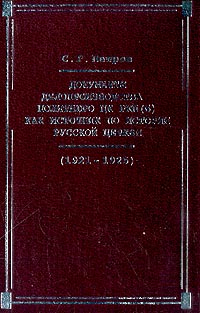 С. Г. Петров
ДОКУМЕНТЫ
ДЕЛОПРОИЗВОДСТВА
ПОЛИТБЮРО ЦК РКП(б)
КАК ИСТОЧНИК ПО ИСТОРИИ
РУССКОЙ ЦЕРКВИ
(1921-1925)